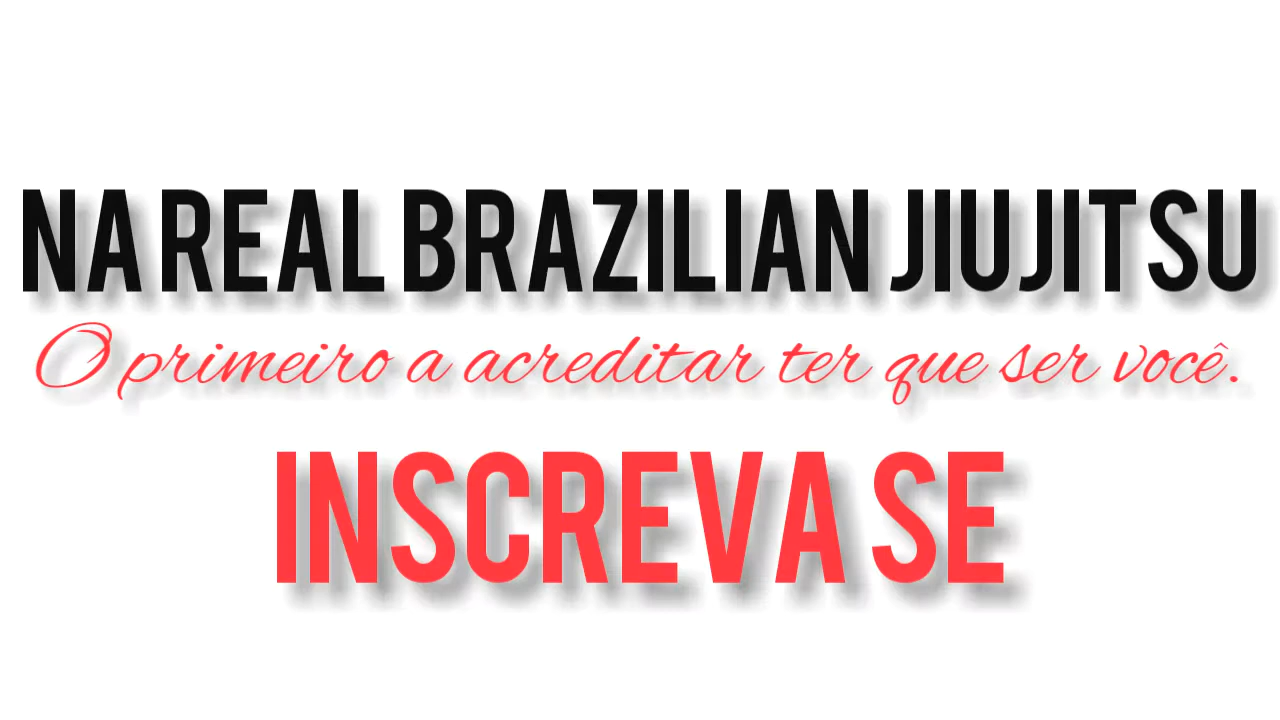 NA REAL BRAZILIAN JIUJITSU
O primeiro a acreditar ter que ser você.
INSCREVA SE